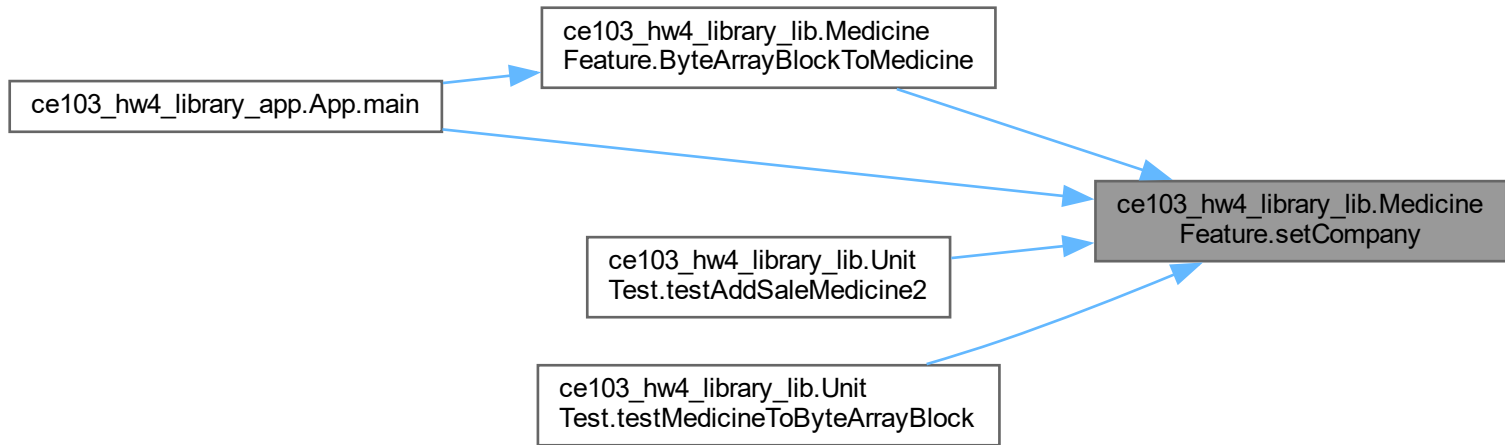 ce103_hw4_library_lib.Medicine
Feature.ByteArrayBlockToMedicine
ce103_hw4_library_app.App.main
ce103_hw4_library_lib.Medicine
Feature.setCompany
ce103_hw4_library_lib.Unit
Test.testAddSaleMedicine2
ce103_hw4_library_lib.Unit
Test.testMedicineToByteArrayBlock